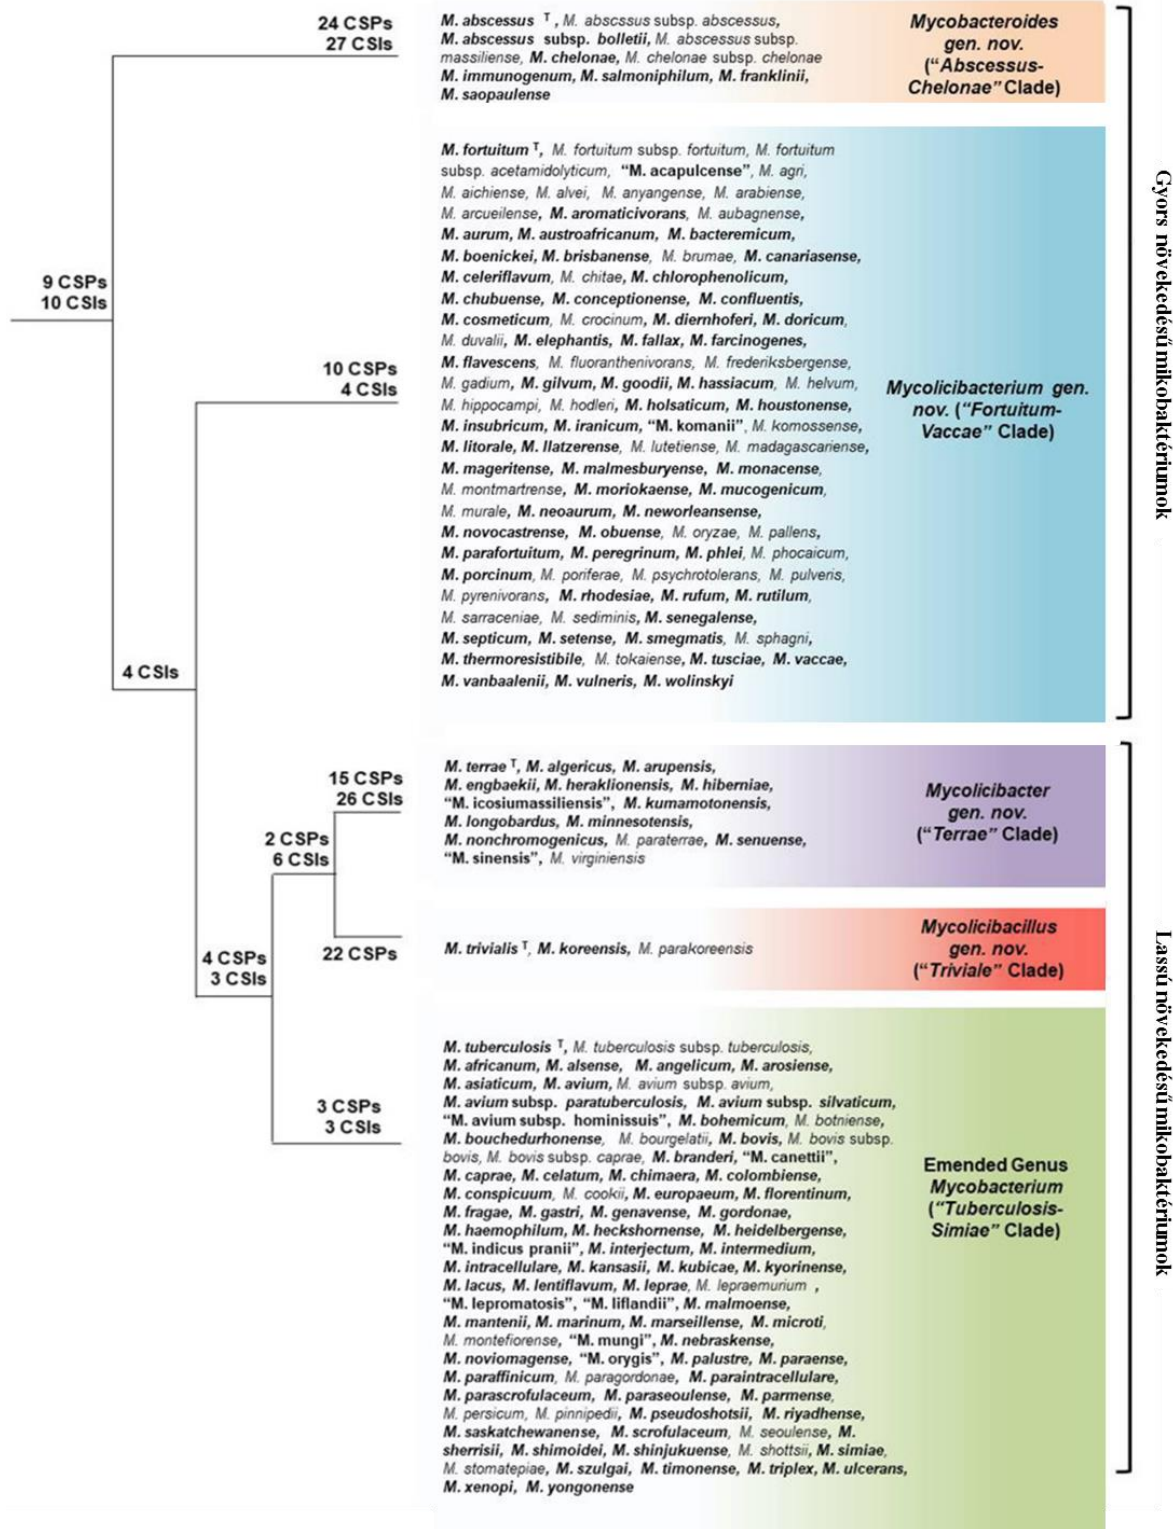 24 CSPs
27 CSIs
M. abscessus T, M. abscssus subsp. abscessus,
M. abscessus subsp. bolletii, M. abscessus subsp.
massiliense, M. chelonae, M. chelonae subsp. chelonae
M. immunogenum, M. salmoniphilum, M. franklinii,
M. saopaulense
Mycobacteroides
gen. nov.
("Abscessus-
Chelonae" Clade)
9 CSPs
10 CSIs
10 CSPs
4 CSIs
M. fortuitum T, M. fortuitum subsp. fortuitum, M. fortuitum
subsp. acetamidolyticum, "M. acapulcense", M. agri,
M. aichiense, M. alvei, M. anyangense, M. arabiense,
M. arcueilense, M. aromaticivorans, M. aubagnense,
M. aurum, M. austroafricanum, M. bacteremicum,
M. boenickei, M. brisbanense, M. brumae, M. canariasense,
M. celeriflavum, M. chitae, M. chlorophenolicum,
M. chubuense, M. conceptionense, M. confluentis,
M. cosmeticum, M. crocinum, M. diernhoferi, M. doricum,
M. duvalii, M. elephantis, M. fallax, M. farcinogenes,
M. flavescens, M. fluoranthenivorans, M. frederiksbergense,
M. gadium, M. gilvum, M. goodii, M. hassiacum, M. helvum,
M. hippocampi, M. hodleri, M. holsaticum, M. houstonense,
M. insubricum, M. iranicum, "M. komanii", M. komossense,
M. litorale, M. llatzerense, M. lutetiense, M. madagascariense,
M. mageritense, M. malmesburyense, M. monacense,
M. montmartrense, M. moriokaense, M. mucogenicum,
M. murale, M. neoaurum, M. neworleansense,
M. novocastrense, M. obuense, M. oryzae, M. pallens,
M. parafortuitum, M. peregrinum, M. phlei, M. phocaicum,
M. porcinum, M. poriferae, M. psychrotolerans, M. pulveris,
M. pyrenivorans, M. rhodesiae, M. rufum, M. rutilum,
M. sarraceniae, M. sediminis, M. senegalense,
M. septicum, M. setense, M. smegmatis, M. sphagni,
M. thermoresistibile, M. tokaiense, M. tusciae, M. vaccae,
M. vanbaalenii, M. vulneris, M. wolinskyi
Mycolicibacterium gen.
nov. ("Fortuitum-
Vaccae" Clade)
Gyors növekedésű mikobaktériumok
4 CSIs
15 CSPs
26 CSIs
M. terrae T, M. algericus, M. arupensis,
M. engbaekii, M. heraklionensis, M. hiberniae,
"M. icosiumassiliensis", M. kumamotonensis,
M. longobardus, M. minnesotensis,
M. nonchromogenicus, M. paraterrae, M. senuense,
"M. sinensis", M. virginiensis
Mycolicibacter
gen. nov.
("Terrae" Clade)
2 CSPs
6 CSIs
22 CSPs
M. trivialis T, M. koreensis, M. parakoreensis
Mycolicibacillus
gen. nov.
("Triviale" Clade)
4 CSPs
3 CSIs
3 CSPs
3 CSIs
M. tuberculosis T, M. tuberculosis subsp. tuberculosis,
M. africanum, M. alsense, M. angelicum, M. arosiense,
M. asiaticum, M. avium, M. avium subsp. avium,
M. avium subsp. paratuberculosis, M. avium subsp. silvaticum,
"M. avium subsp. hominissuis", M. bohemicum, M. botniense,
M. bouchedurhonense, M. bourgelatii, M. bovis, M. bovis subsp.
bovis, M. bovis subsp. caprae, M. branderi, "M. canettii",
M. caprae, M. celatum, M. chimaera, M. colombiense,
M. conspicuum, M. cookii, M. europaeum, M. florentinum,
M. fragae, M. gastri, M. genavense, M. gordonae,
M. haemophilum, M. heckshornense, M. heidelbergense,
"M. indicus pranii", M. interjectum, M. intermedium,
M. intracellulare, M. kansasii, M. kubicae, M. kyorinense,
M. lacus, M. lentiflavum, M. leprae, M. lepraemurium ,
"M. lepromatosis", "M. liflandii", M. malmoense,
M. mantenii, M. marinum, M. marseillense, M. microti,
M. montefiorense, "M. mungi", M. nebraskense,
M. noviomagense, "M. orygis", M. palustre, M. paraense,
M. paraffinicum, M. paragordonae, M. paraintracellulare,
M. parascrofulaceum, M. paraseoulense, M. parmense,
M. persicum, M. pinnipedii, M. pseudoshotsii, M. riyadhense,
M. saskatchewanense, M. scrofulaceum, M. seoulense, M.
sherrisii, M. shimoidei, M. shinjukuense, M. shottsii, M. simiae,
M. stomatepiae, M. szulgai, M. timonense, M. triplex, M. ulcerans,
M. xenopi, M. yongonense
Emended Genus
Mycobacterium
("Tuberculosis-
Simiae" Clade)
Lassú növekedésű mikobaktériumok